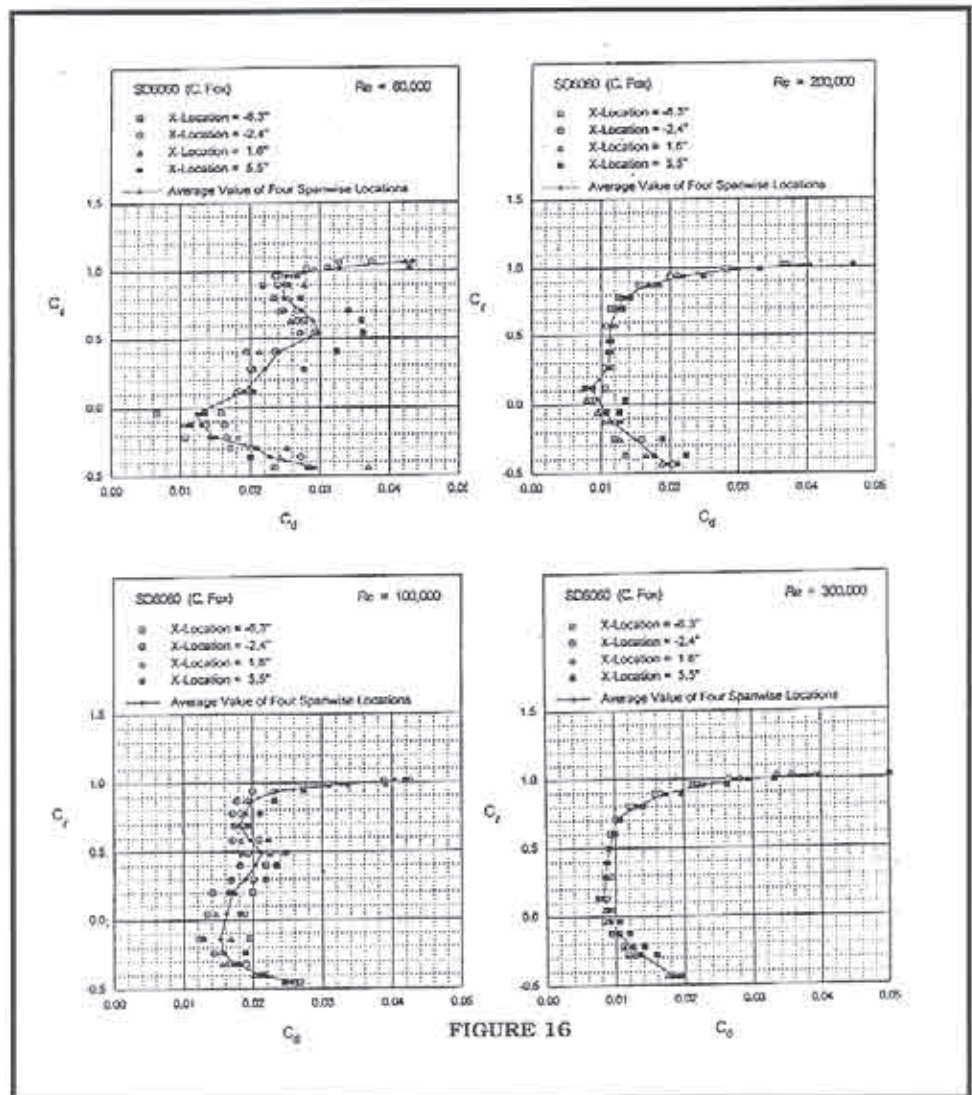 SD6060 (C. Fox) Re = 60,000
X-Location = -6.3"
X-Location = -2.4"
X-Location = 1.6"
X-Location = 5.5"
Average Value of Four Spanwise Locations
1.5
1.0
0.5
0.0
-0.5
0.00 0.01 0.02 0.03 0.04
Cℓ
Cd
SD6060 (C. Fox) Re = 200,000
X-Location = -6.3"
X-Location = -2.4"
X-Location = 1.6"
X-Location = 5.5"
Average Value of Four Spanwise Locations
1.5
1.0
0.5
0.0
-0.5
0.00 0.01 0.02 0.03 0.04 0.05
Cℓ
Cd
SD6060 (C. Fox) Re = 100,000
X-Location = -6.3"
X-Location = -2.4"
X-Location = 1.6"
X-Location = 5.5"
Average Value of Four Spanwise Locations
1.5
1.0
0.5
0.0
-0.5
0.00 0.01 0.02 0.03 0.04 0.05
Cℓ
Cd
SD6060 (C. Fox) Re = 300,000
X-Location = -6.3"
X-Location = -2.4"
X-Location = 1.6"
X-Location = 5.5"
Average Value of Four Spanwise Locations
1.5
1.0
0.5
0.0
-0.5
0.00 0.01 0.02 0.03 0.04 0.05
Cℓ
Cd
FIGURE 16